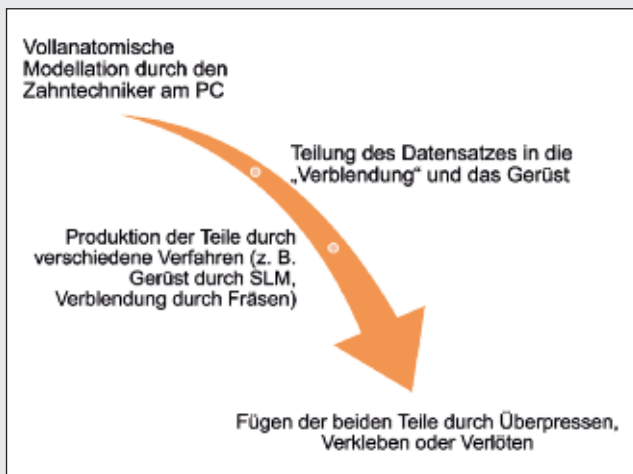 Vollanatomische
Modellation durch den
Zahntechniker am PC
Teilung des Datensatzes in die
„Verblendung" und das Gerüst
Produktion der Teile durch
verschiedene Verfahren (z. B.
Gerüst durch SLM,
Verblendung durch Fräsen)
Fügen der beiden Teile durch Überpressen,
Verkleben oder Verlöten